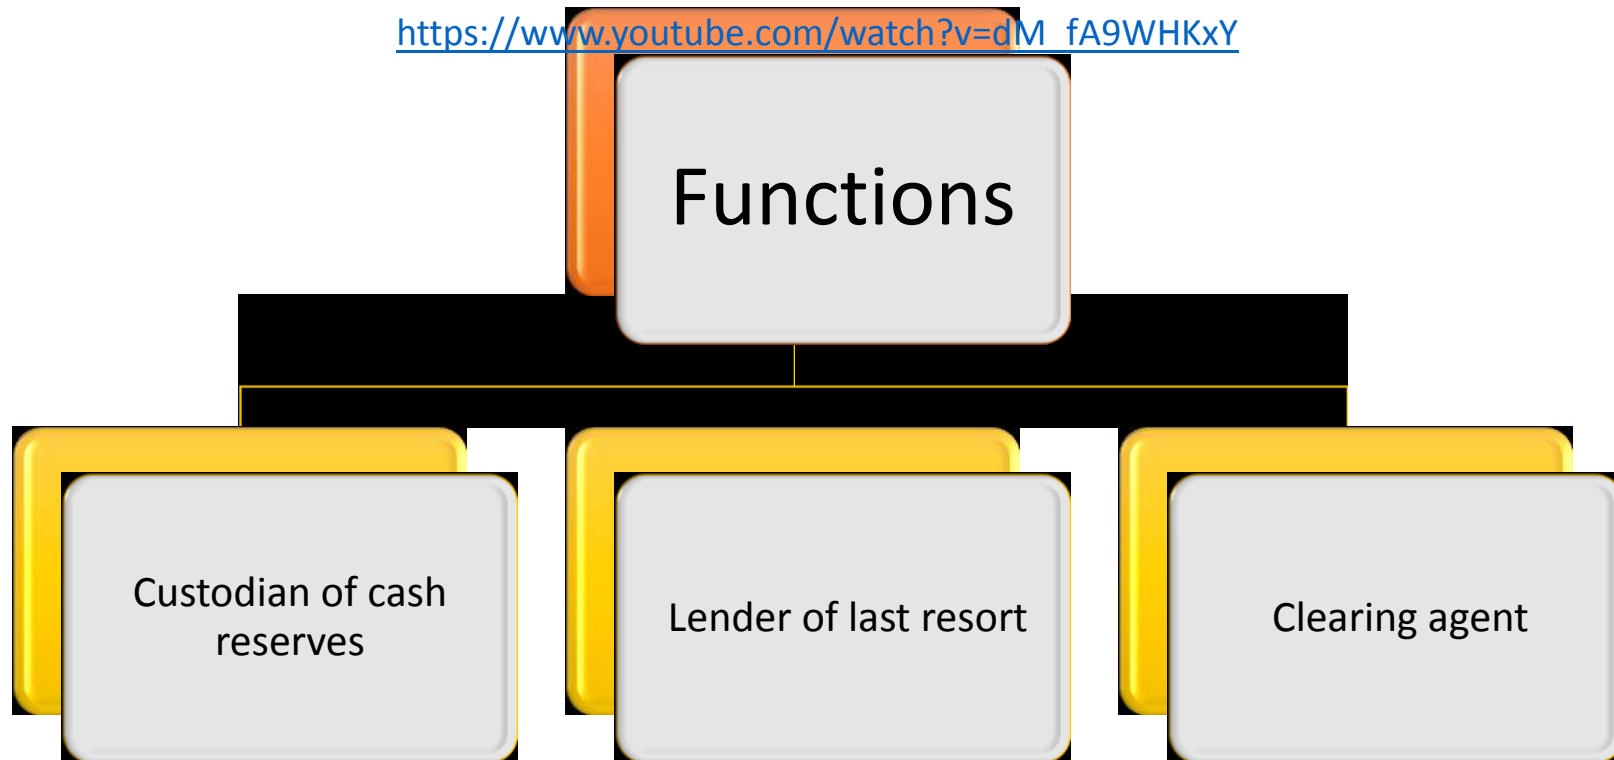 https://www.youtube.com/watch?v=dM_fA9WHKxY
Functions
Custodian of cash
reserves
Lender of last resort
Clearing agent